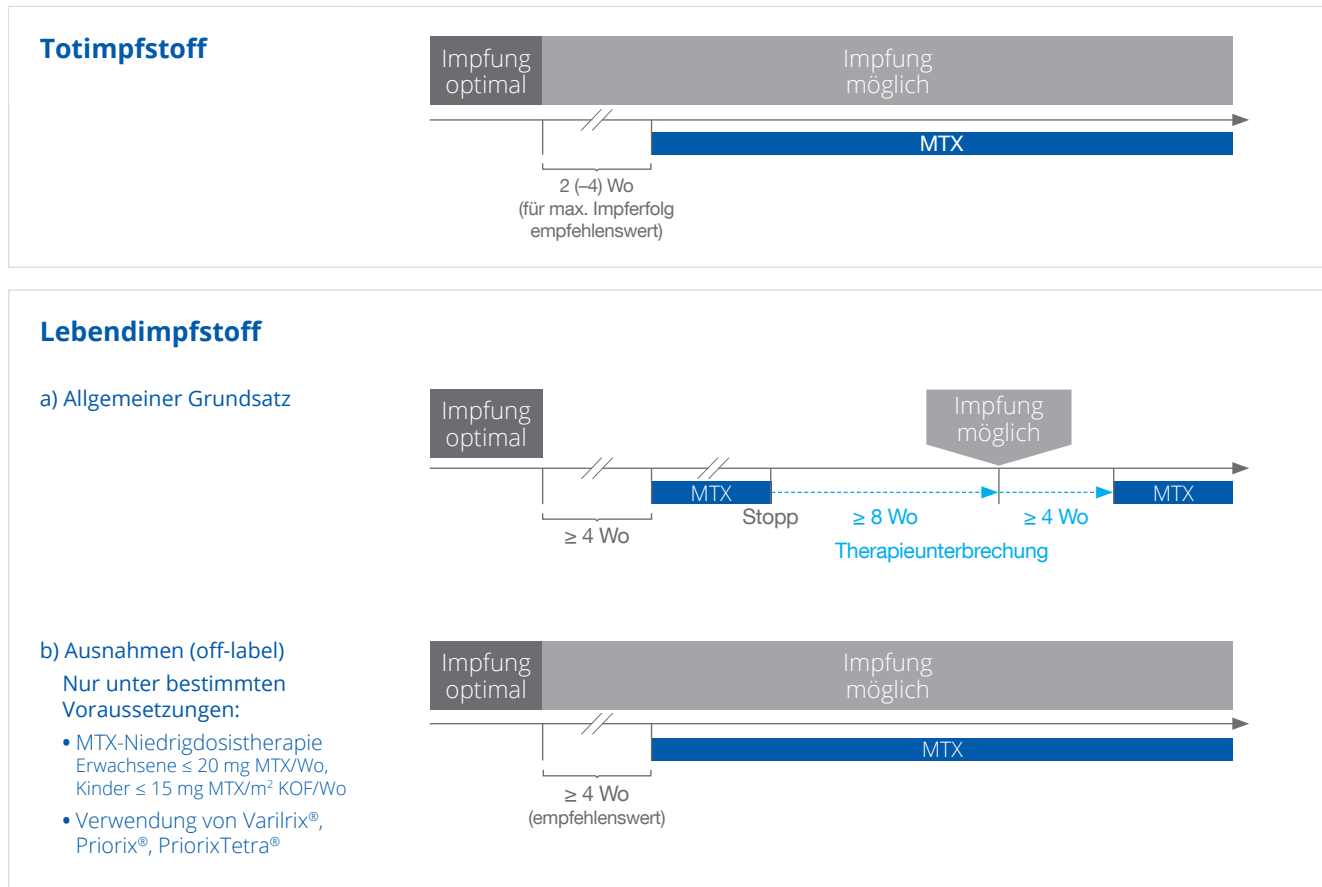 Totimpfstoff
Impfung
optimal
Impfung
möglich
MTX
2 (–4) Wo
(für max. Impferfolg
empfehlenswert)
Lebendimpfstoff
a) Allgemeiner Grundsatz
Impfung
optimal
Impfung
möglich
MTX
MTX
Stopp
≥ 8 Wo
≥ 4 Wo
≥ 4 Wo
Therapieunterbrechung
b) Ausnahmen (off-label)
Nur unter bestimmten
Voraussetzungen:
• MTX-Niedrigdosistherapie
Erwachsene ≤ 20 mg MTX/Wo,
Kinder ≤ 15 mg MTX/m² KOF/Wo
• Verwendung von Varilrix®,
Priorix®, PriorixTetra®
Impfung
optimal
Impfung
möglich
MTX
≥ 4 Wo
(empfehlenswert)